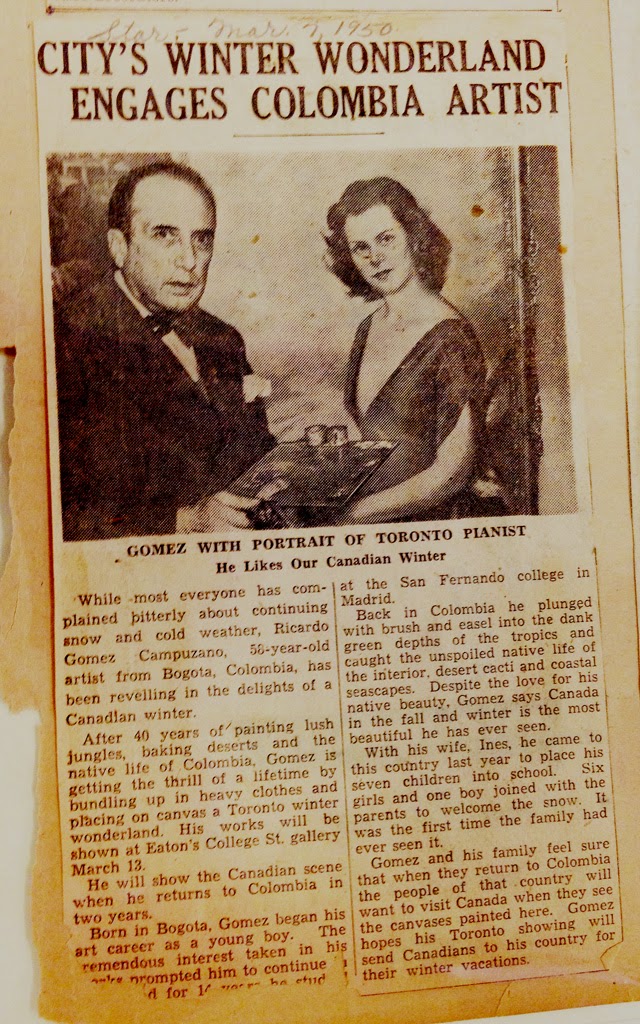 Star - Mar. 7, 1950.
CITY'S WINTER WONDERLAND
ENGAGES COLOMBIA ARTIST
GOMEZ WITH PORTRAIT OF TORONTO PIANIST
He Likes Our Canadian Winter
While most everyone has com-
plained bitterly about continuing
snow and cold weather, Ricardo
Gomez Campuzano, 58-year-old
artist from Bogota, Colombia, has
been revelling in the delights of a
Canadian winter.
After 40 years of painting lush
jungles, baking deserts and the
native life of Colombia, Gomez is
getting the thrill of a lifetime by
bundling up in heavy clothes and
placing on canvas a Toronto winter
wonderland. His works will be
shown at Eaton's College St. gallery
March 13.
He will show the Canadian scene
when he returns to Colombia in
two years.
Born in Bogota, Gomez began his
art career as a young boy. The
remendous interest taken in his
prompted him to continue
for 14 years he stud
at the San Fernando college in
Madrid.
Back in Colombia he plunged
with brush and easel into the dank
green depths of the tropics and
caught the unspoiled native life of
the interior, desert cacti and coastal
seascapes. Despite the love for his
native beauty, Gomez says Canada
in the fall and winter is the most
beautiful he has ever seen.
With his wife, Ines, he came to
this country last year to place his
seven children into school. Six
girls and one boy joined with the
parents to welcome the snow. It
was the first time the family had
ever seen it.
Gomez and his family feel sure
that when they return to Colombia
the people of that country will
want to visit Canada when they see
the canvases painted here. Gomez
hopes his Toronto showing will
send Canadians to his country for
their winter vacations.